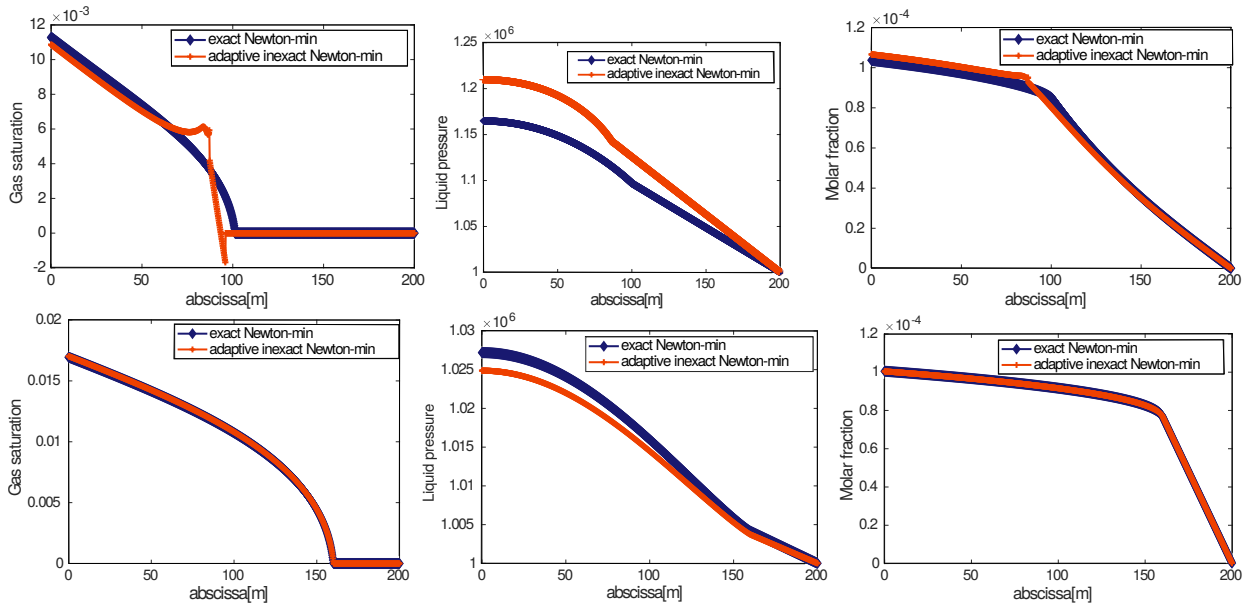 12 ×10⁻³
exact Newton-min
adaptive inexact Newton-min
10
8
6
4
2
0
-2
Gas saturation
0 50 100 150 200
abscissa[m]
×10⁶
1.25
exact Newton-min
adaptive inexact Newton-min
1.2
1.15
1.1
1.05
1
Liquid pressure
0 50 100 150 200
abscissa[m]
1.2 ×10⁻⁴
exact Newton-min
adaptive inexact Newton-min
1
0.8
0.6
0.4
0.2
0
Molar fraction
0 50 100 150 200
abscissa[m]
0.02
exact Newton-min
adaptive inexact Newton-min
0.015
0.01
0.005
0
Gas saturation
0 50 100 150 200
abscissa[m]
1.03 ×10⁶
exact Newton-min
adaptive inexact Newton-min
1.025
1.02
1.015
1.01
1.005
1
Liquid pressure
0 50 100 150 200
abscissa[m]
1.2 ×10⁻⁴
exact Newton-min
adaptive inexact Newton-min
1
0.8
0.6
0.4
0.2
0
Molar fraction
0 50 100 150 200
abscissa[m]